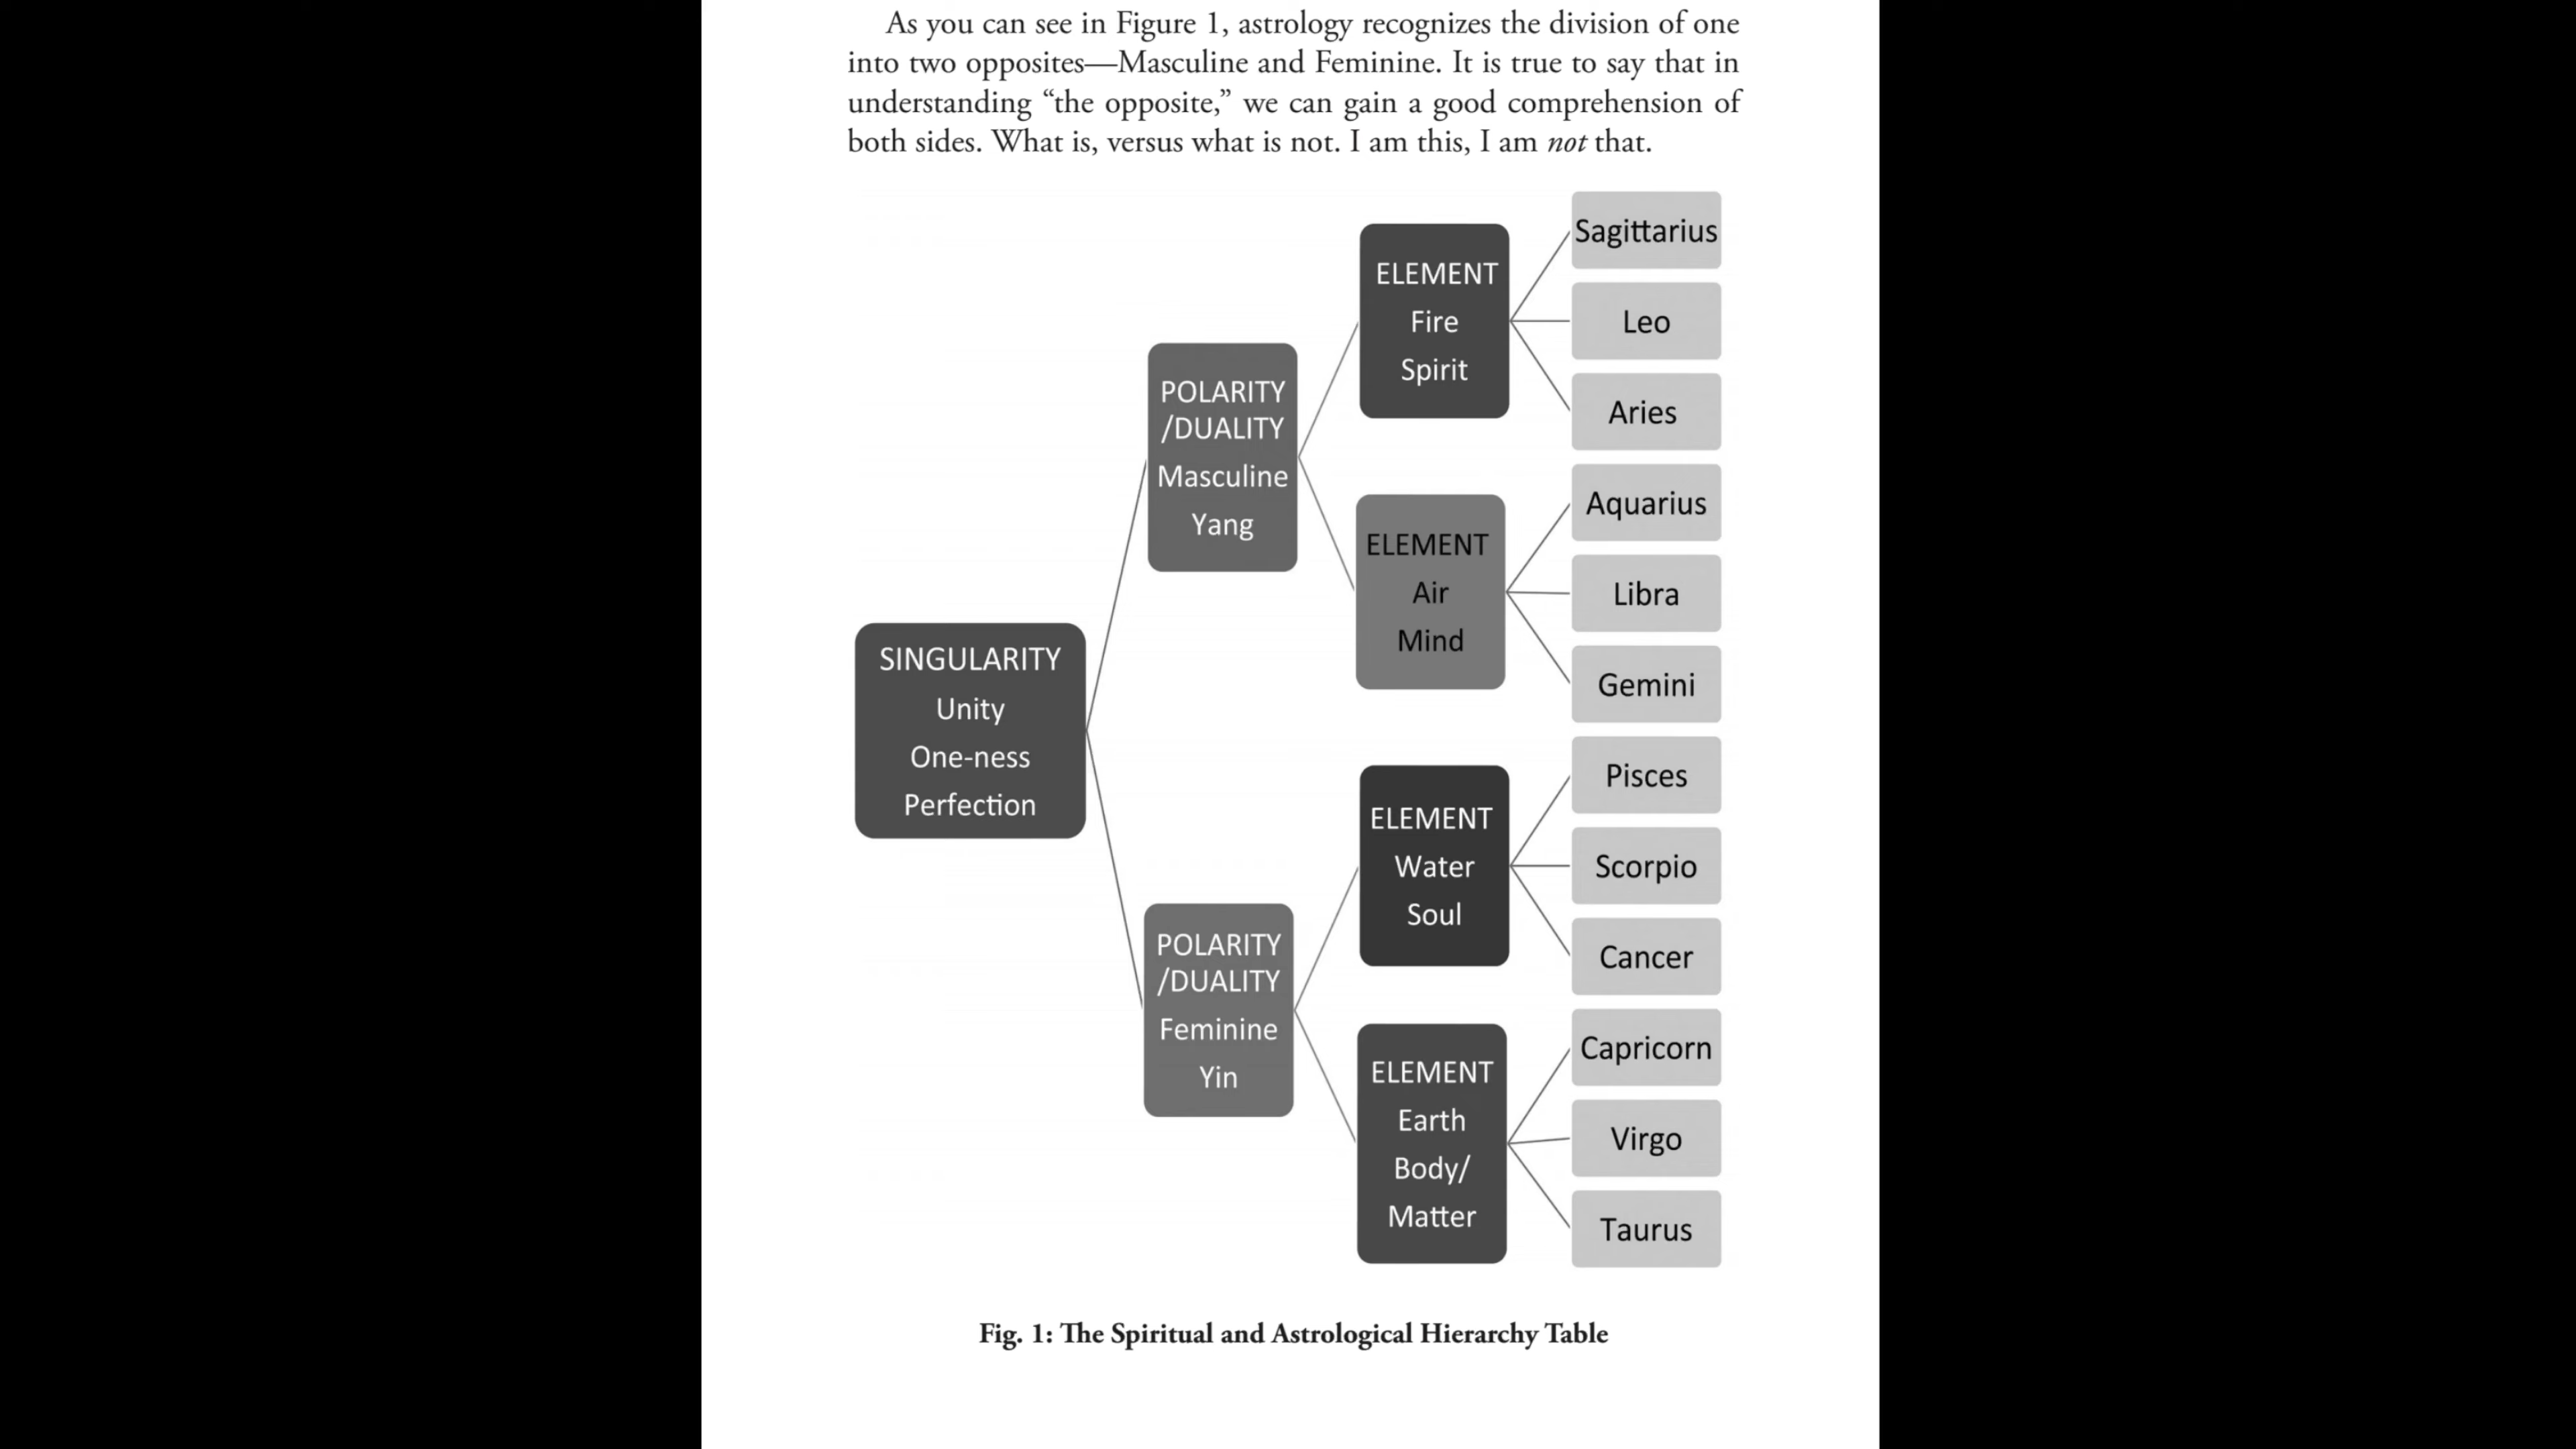 As you can see in Figure 1, astrology recognizes the division of one
into two opposites—Masculine and Feminine. It is true to say that in
understanding “the opposite,” we can gain a good comprehension of
both sides. What is, versus what is not. I am this, I am not that.
SINGULARITY
Unity
One-ness
Perfection
POLARITY
/DUALITY
Masculine
Yang
POLARITY
/DUALITY
Feminine
Yin
ELEMENT
Fire
Spirit
ELEMENT
Air
Mind
ELEMENT
Water
Soul
ELEMENT
Earth
Body/
Matter
Sagittarius
Leo
Aries
Aquarius
Libra
Gemini
Pisces
Scorpio
Cancer
Capricorn
Virgo
Taurus
Fig. 1: The Spiritual and Astrological Hierarchy Table